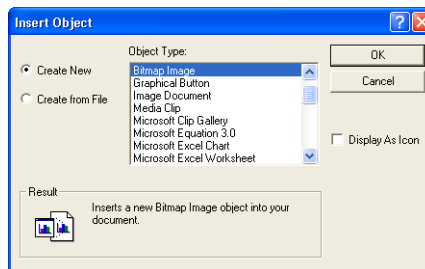 Insert Object
Object Type:
Create New
Create from File
Bitmap Image
Graphical Button
Image Document
Media Clip
Microsoft Clip Gallery
Microsoft Equation 3.0
Microsoft Excel Chart
Microsoft Excel Worksheet
OK
Cancel
Display As Icon
Result
Inserts a new Bitmap Image object into your
document.